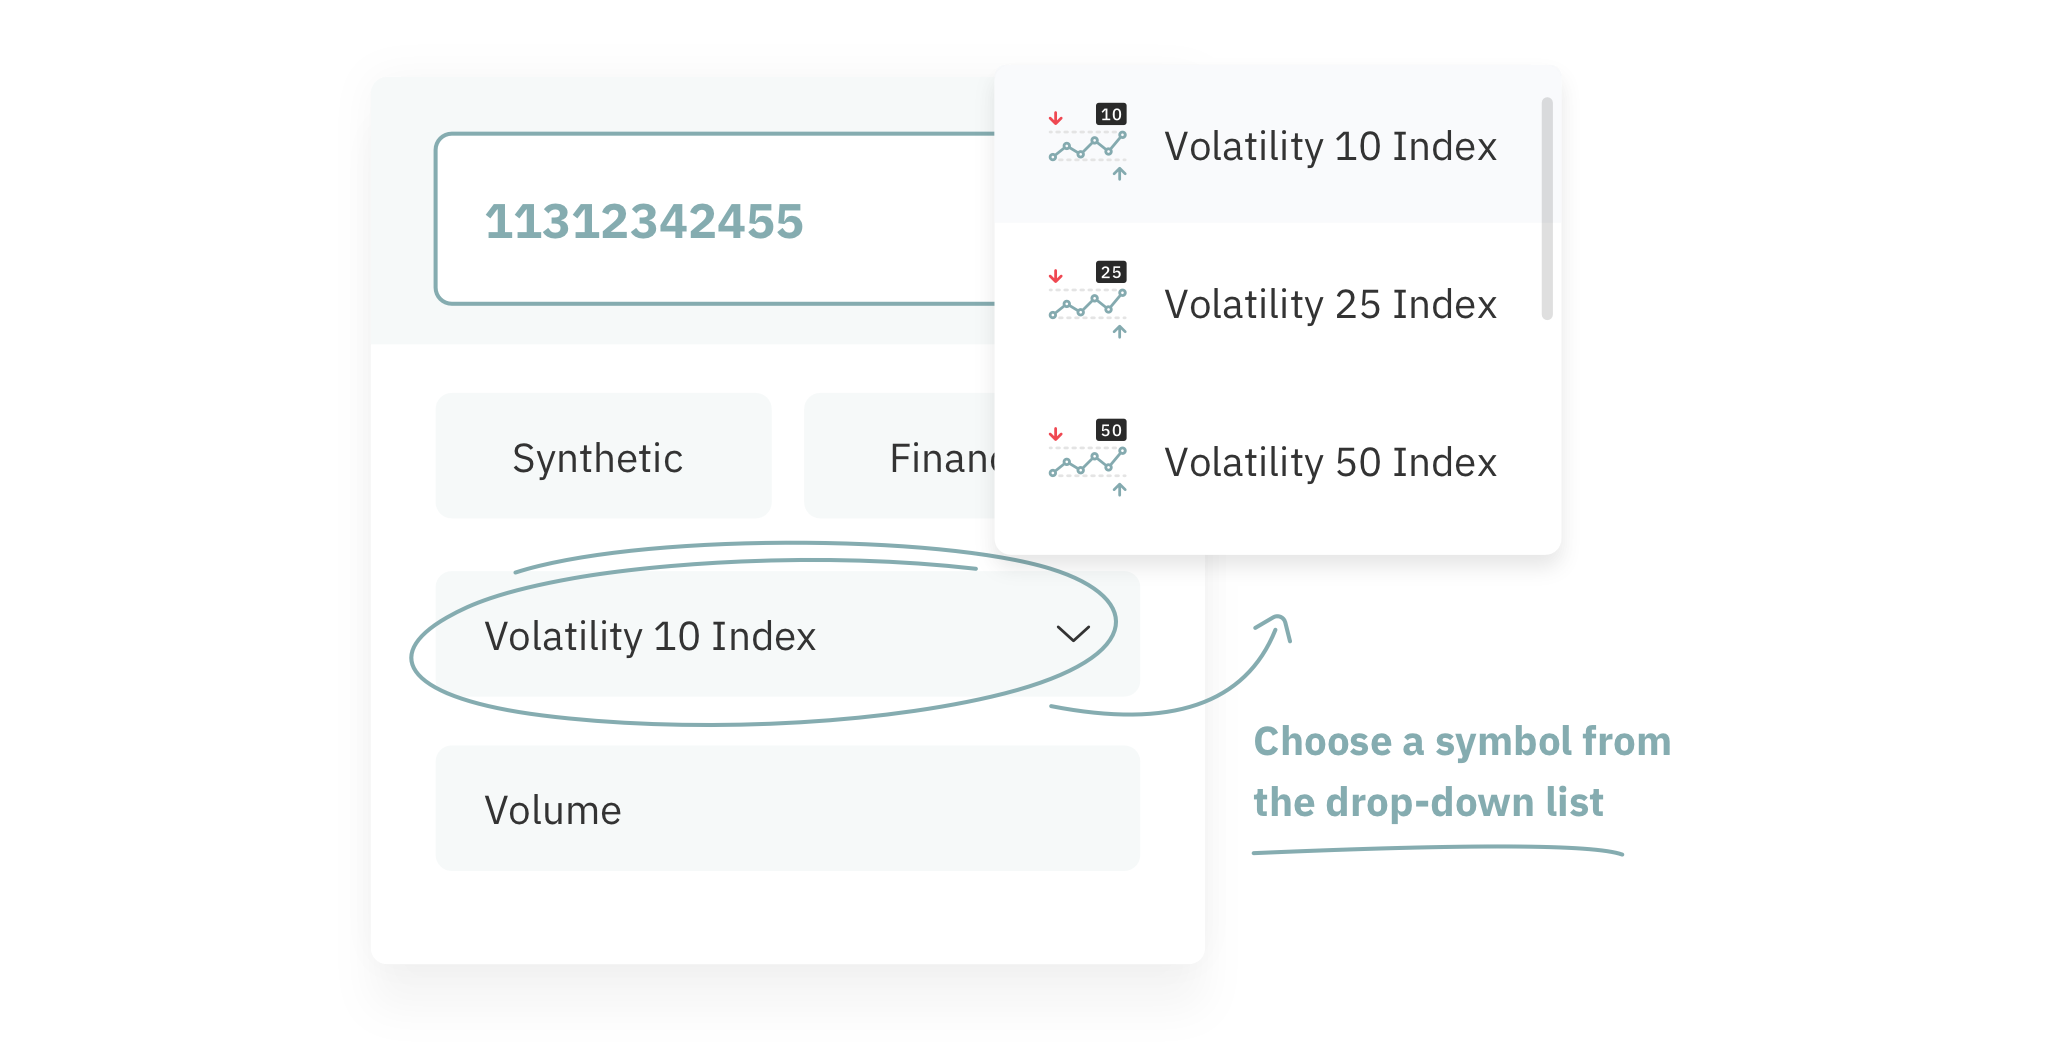 11312342455
Synthetic
Volatility 10 Index
Volume
10
Volatility 10 Index
25
Volatility 25 Index
50
Volatility 50 Index
Choose a symbol from
the drop-down list